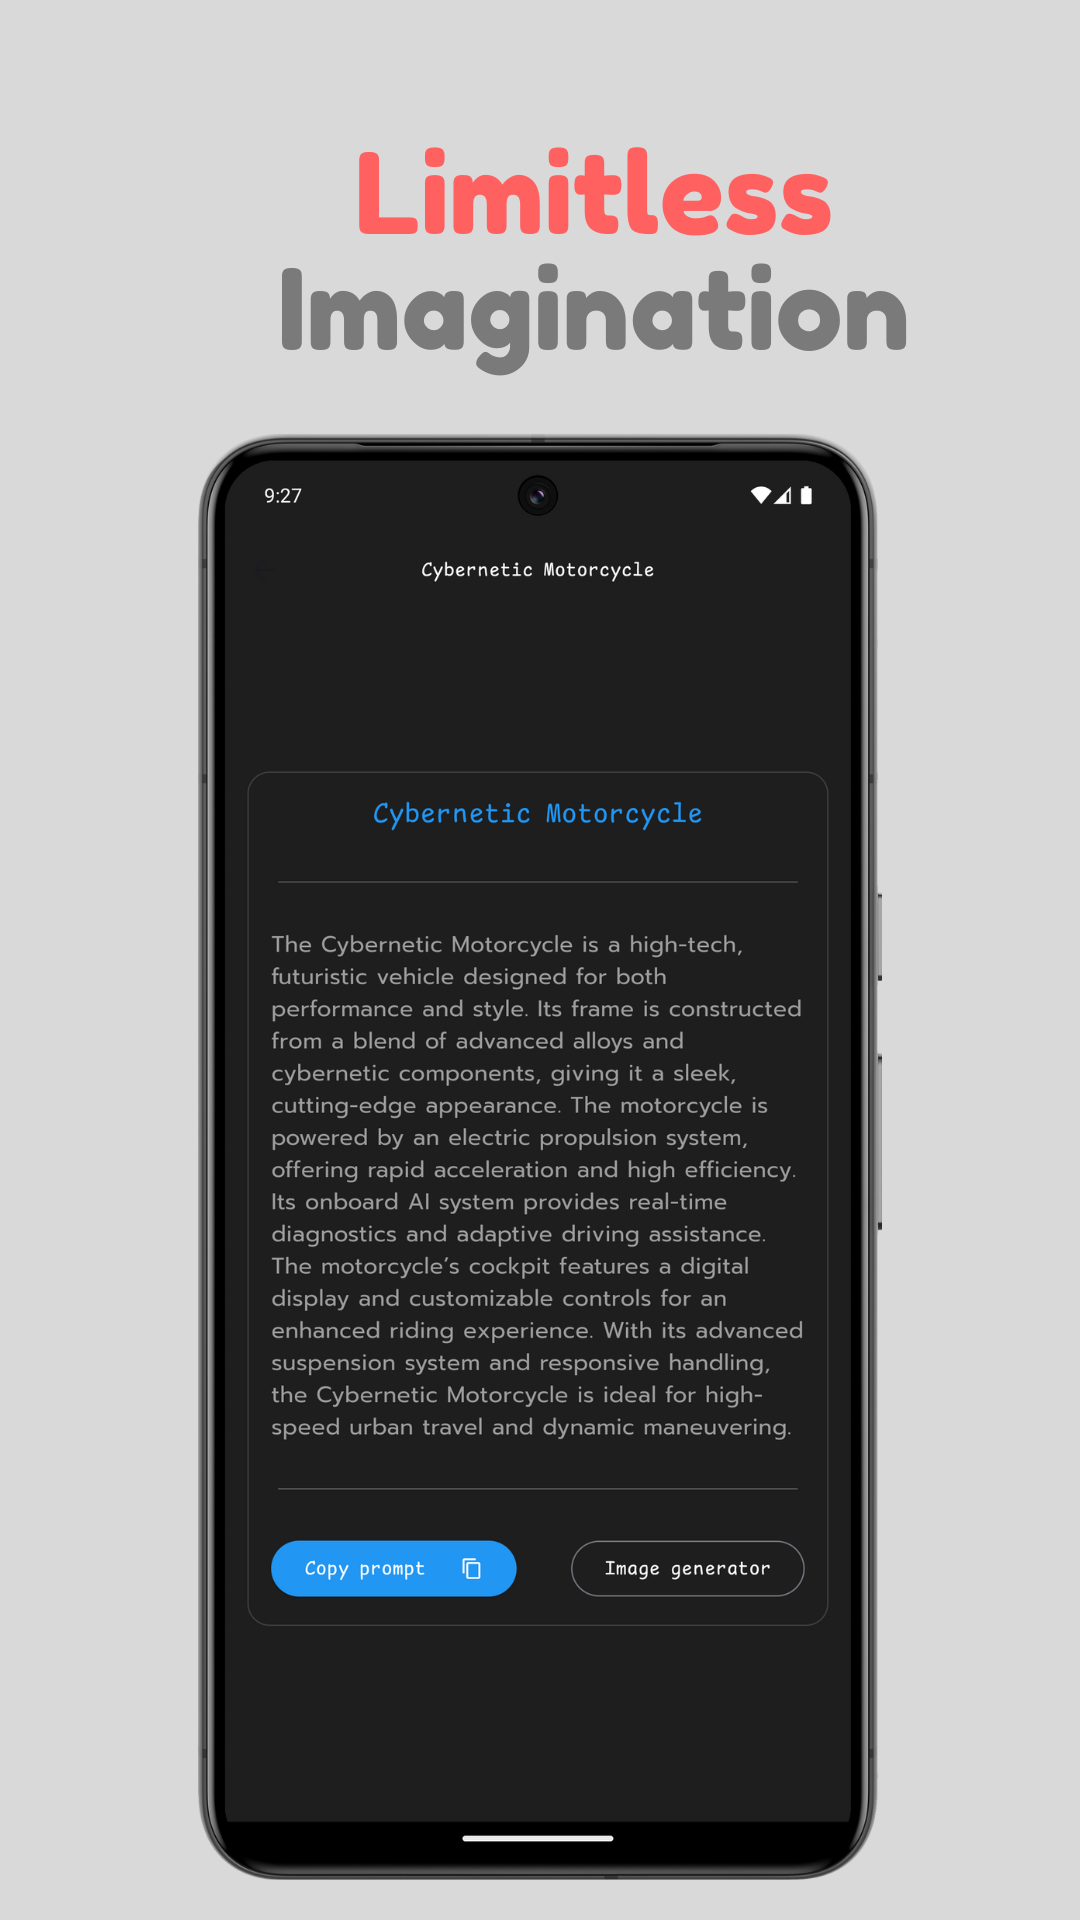 Limitless
Imagination
9:27
Cybernetic Motorcycle
Cybernetic Motorcycle
The Cybernetic Motorcycle is a high-tech,
futuristic vehicle designed for both
performance and style. Its frame is constructed
from a blend of advanced alloys and
cybernetic components, giving it a sleek,
cutting-edge appearance. The motorcycle is
powered by an electric propulsion system,
offering rapid acceleration and high efficiency.
Its onboard AI system provides real-time
diagnostics and adaptive driving assistance.
The motorcycle’s cockpit features a digital
display and customizable controls for an
enhanced riding experience. With its advanced
suspension system and responsive handling,
the Cybernetic Motorcycle is ideal for high-
speed urban travel and dynamic maneuvering.
Copy prompt
Image generator